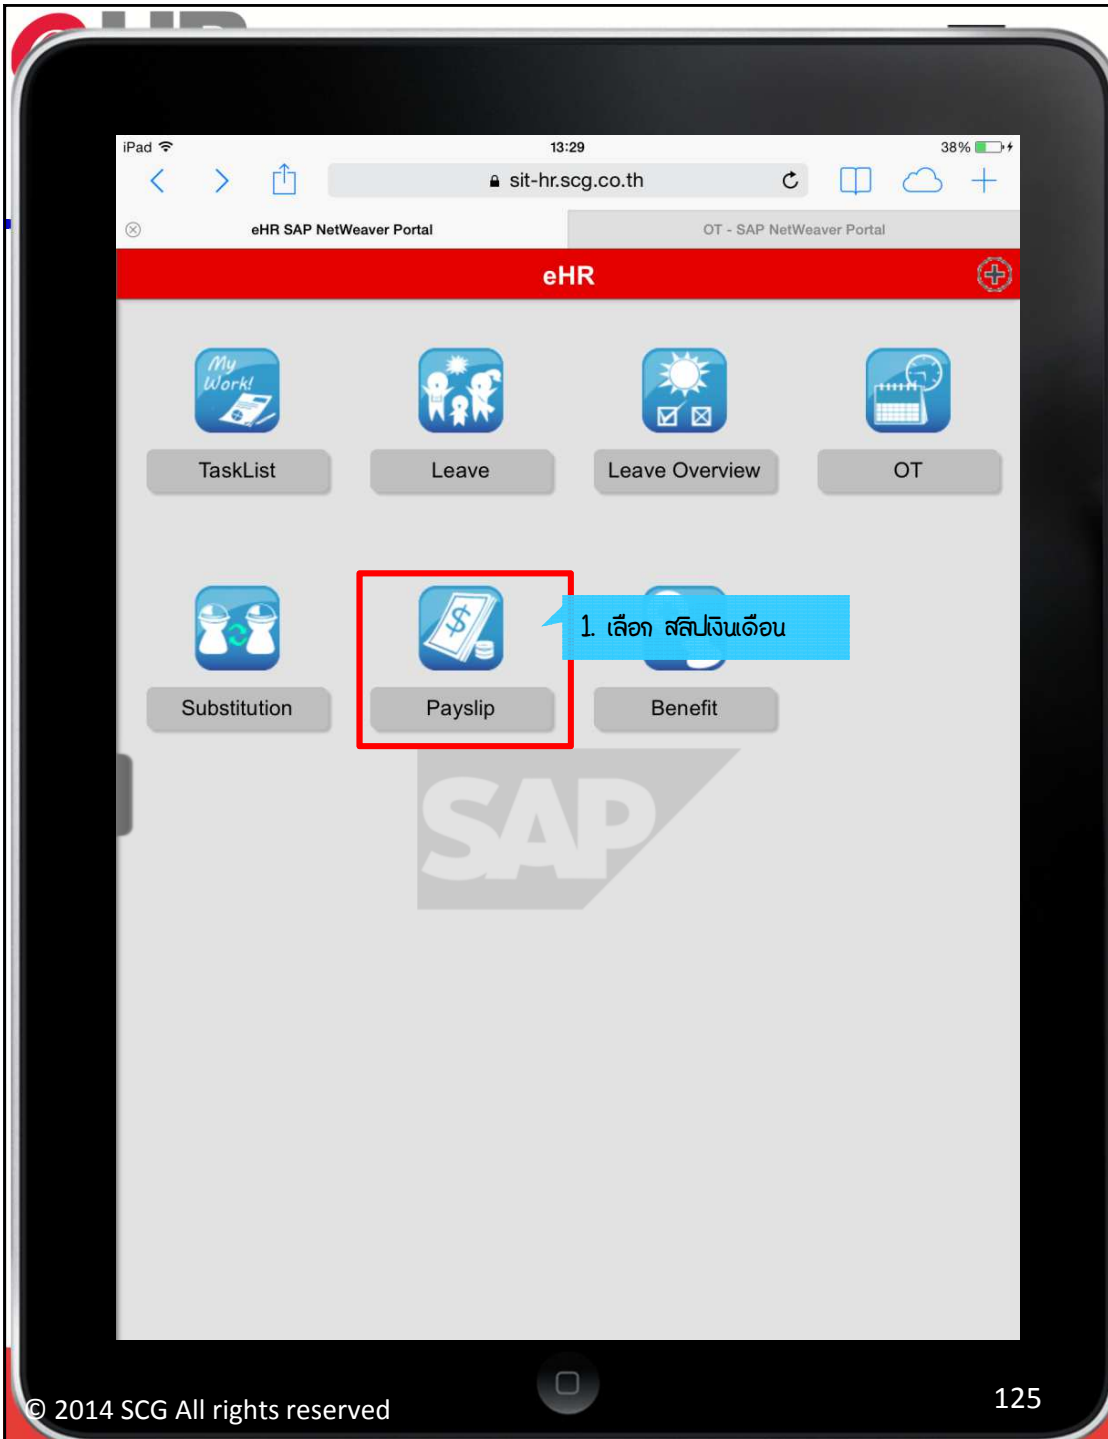 iPad 13:29 38%
sit-hr.scg.co.th
eHR SAP NetWeaver Portal OT - SAP NetWeaver Portal
eHR
My
Work!
TaskList Leave Leave Overview OT
1. เลือก สลิปเงินเดือน
Substitution Payslip Benefit
SAP
© 2014 SCG All rights reserved
125